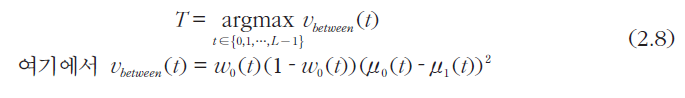 T = argmax v_between(t)
t∈{0,1,⋯,L−1}
(2.8)
여기에서 v_between(t) = w₀(t)(1 - w₀(t))(μ₀(t) - μ₁(t))²